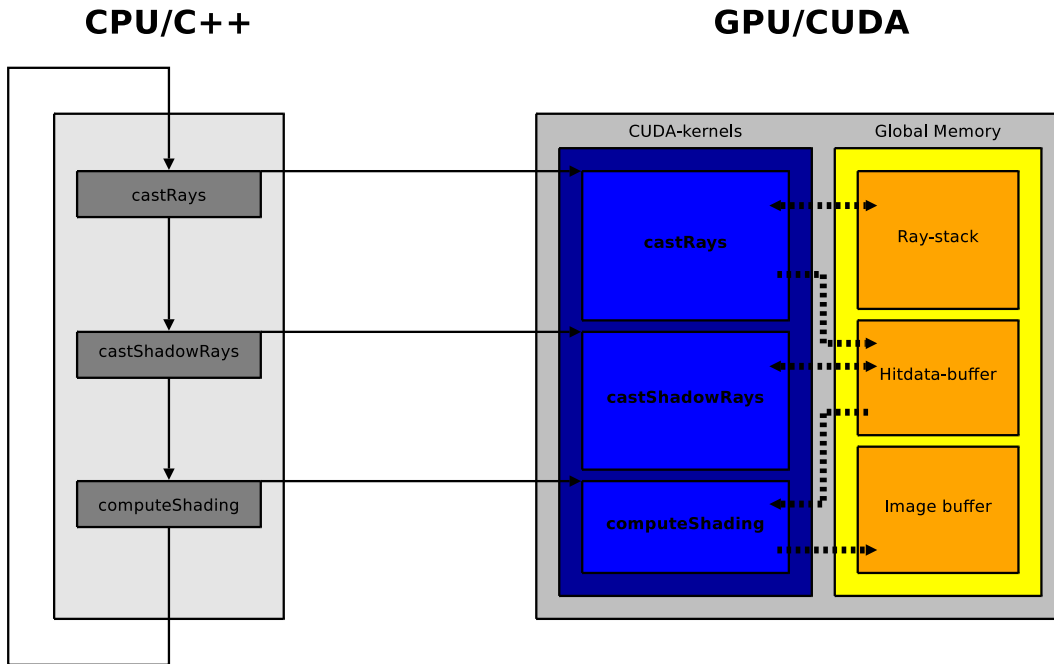 CPU/C++
GPU/CUDA
CUDA-kernels
Global Memory
castRays
castShadowRays
computeShading
castRays
castShadowRays
computeShading
Ray-stack
Hitdata-buffer
Image buffer